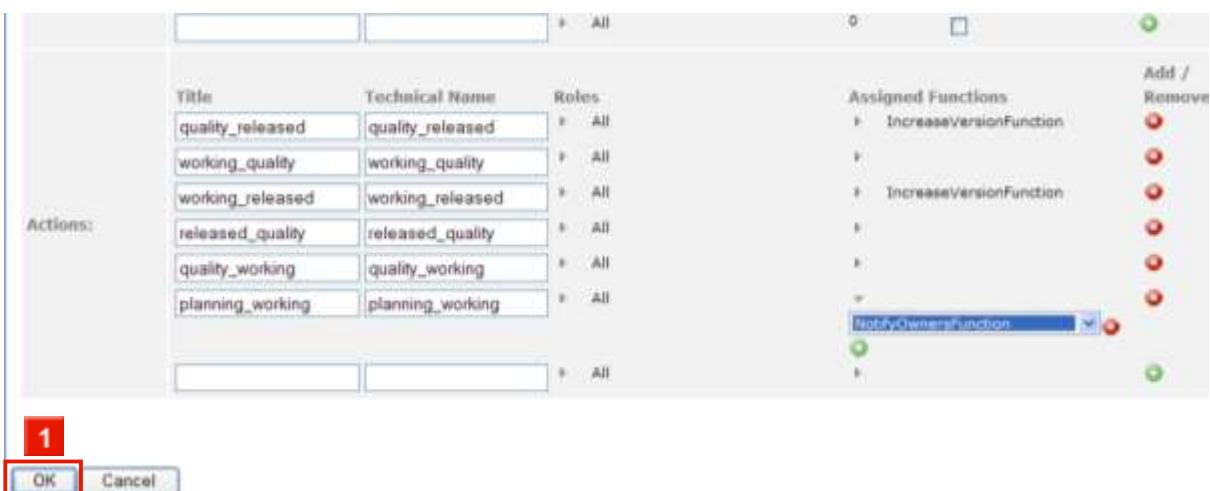 All 0
Add /
Title Technical Name Roles Assigned Functions Remove
quality_released quality_released All IncreaseVersionFunction
working_quality working_quality All
working_released working_released All IncreaseVersionFunction
Actions: released_quality released_quality All
quality_working quality_working All
planning_working planning_working All
NotifyOwnersFunction
All
1
OK Cancel